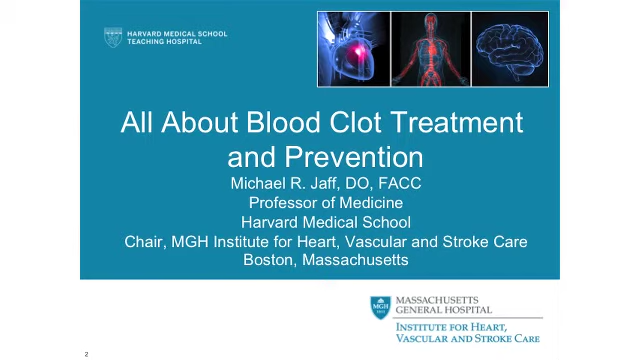 HARVARD MEDICAL SCHOOL
TEACHING HOSPITAL
All About Blood Clot Treatment
and Prevention
Michael R. Jaff, DO, FACC
Professor of Medicine
Harvard Medical School
Chair, MGH Institute for Heart, Vascular and Stroke Care
Boston, Massachusetts
MGH
MASSACHUSETTS
GENERAL HOSPITAL
INSTITUTE FOR HEART,
VASCULAR AND STROKE CARE
2